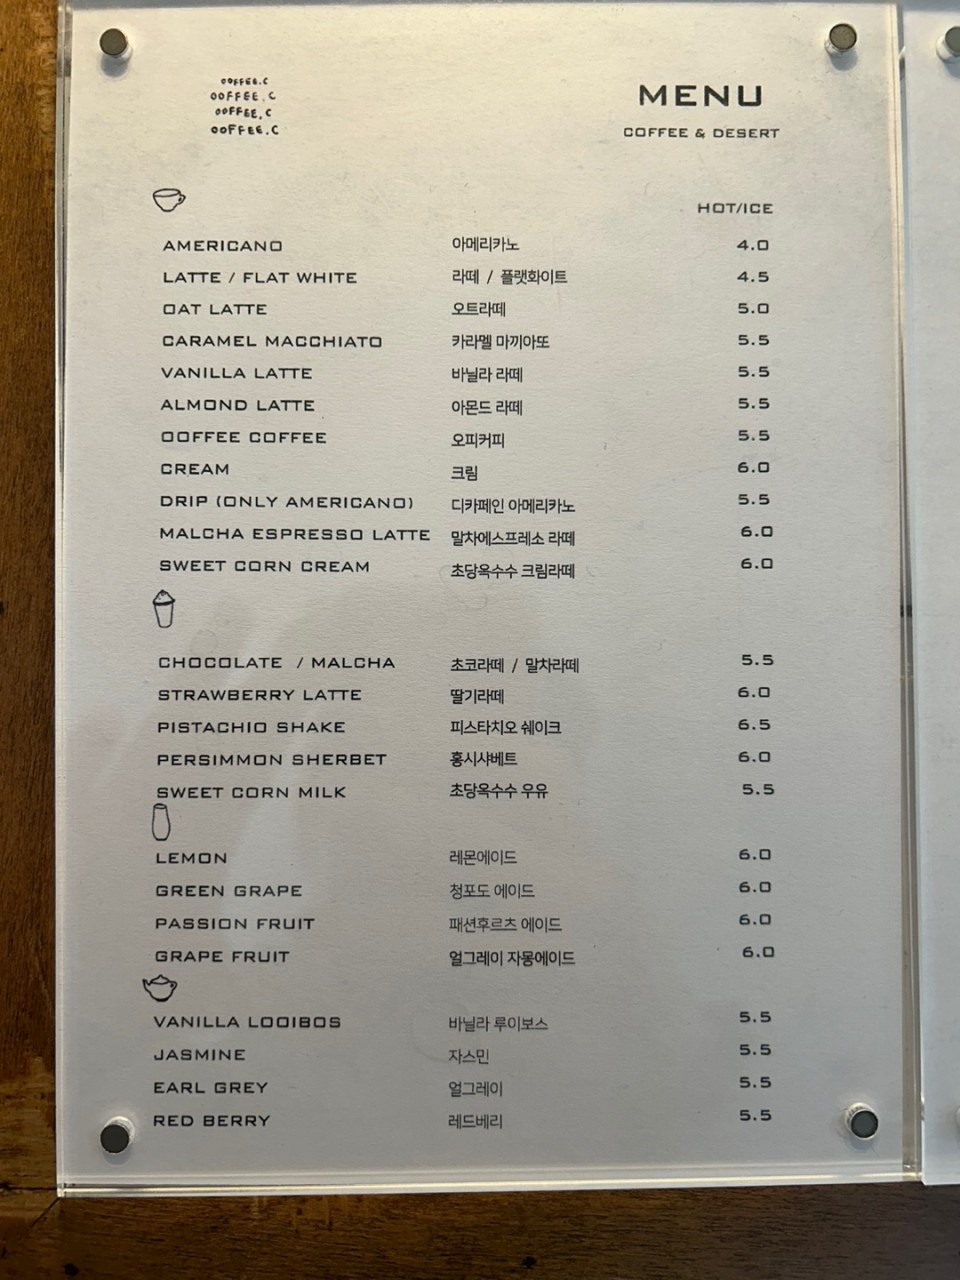 OOFFEE.C
OOFFEE.C
OOFFEE.C
OOFFEE.C
MENU
COFFEE & DESERT
HOT/ICE
AMERICANO 아메리카노 4.0
LATTE / FLAT WHITE 라떼 / 플랫화이트 4.5
OAT LATTE 오트라떼 5.0
CARAMEL MACCHIATO 카라멜 마끼아또 5.5
VANILLA LATTE 바닐라 라떼 5.5
ALMOND LATTE 아몬드 라떼 5.5
OOFFEE COFFEE 오피커피 5.5
CREAM 크림 6.0
DRIP (ONLY AMERICANO) 디카페인 아메리카노 5.5
MALCHA ESPRESSO LATTE 말차에스프레소 라떼 6.0
SWEET CORN CREAM 초당옥수수 크림라떼 6.0
CHOCOLATE / MALCHA 초코라떼 / 말차라떼 5.5
STRAWBERRY LATTE 딸기라떼 6.0
PISTACHIO SHAKE 피스타치오 쉐이크 6.5
PERSIMMON SHERBET 홍시샤베트 6.0
SWEET CORN MILK 초당옥수수 우유 5.5
LEMON 레몬에이드 6.0
GREEN GRAPE 청포도 에이드 6.0
PASSION FRUIT 패션후르츠 에이드 6.0
GRAPE FRUIT 얼그레이 자몽에이드 6.0
VANILLA LOOIBOS 바닐라 루이보스 5.5
JASMINE 자스민 5.5
EARL GREY 얼그레이 5.5
RED BERRY 레드베리 5.5